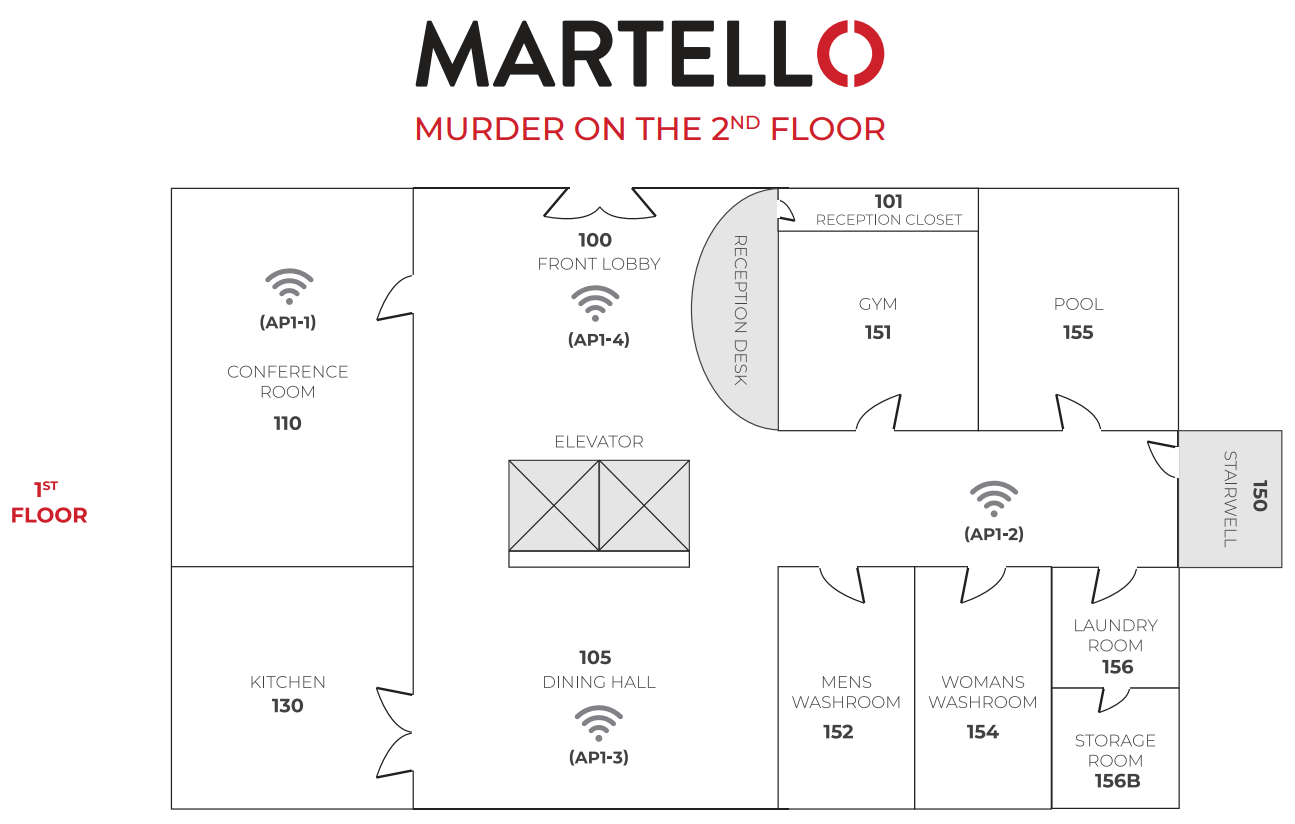 MARTELLO
MURDER ON THE 2ND FLOOR
101
RECEPTION CLOSET
100
FRONT LOBBY
(AP1-4)
RECEPTION DESK
(AP1-1)
CONFERENCE
ROOM
110
GYM
151
POOL
155
ELEVATOR
1ST
FLOOR
(AP1-2)
STAIRWELL
150
KITCHEN
130
105
DINING HALL
(AP1-3)
MENS
WASHROOM
152
WOMANS
WASHROOM
154
LAUNDRY
ROOM
156
STORAGE
ROOM
156B